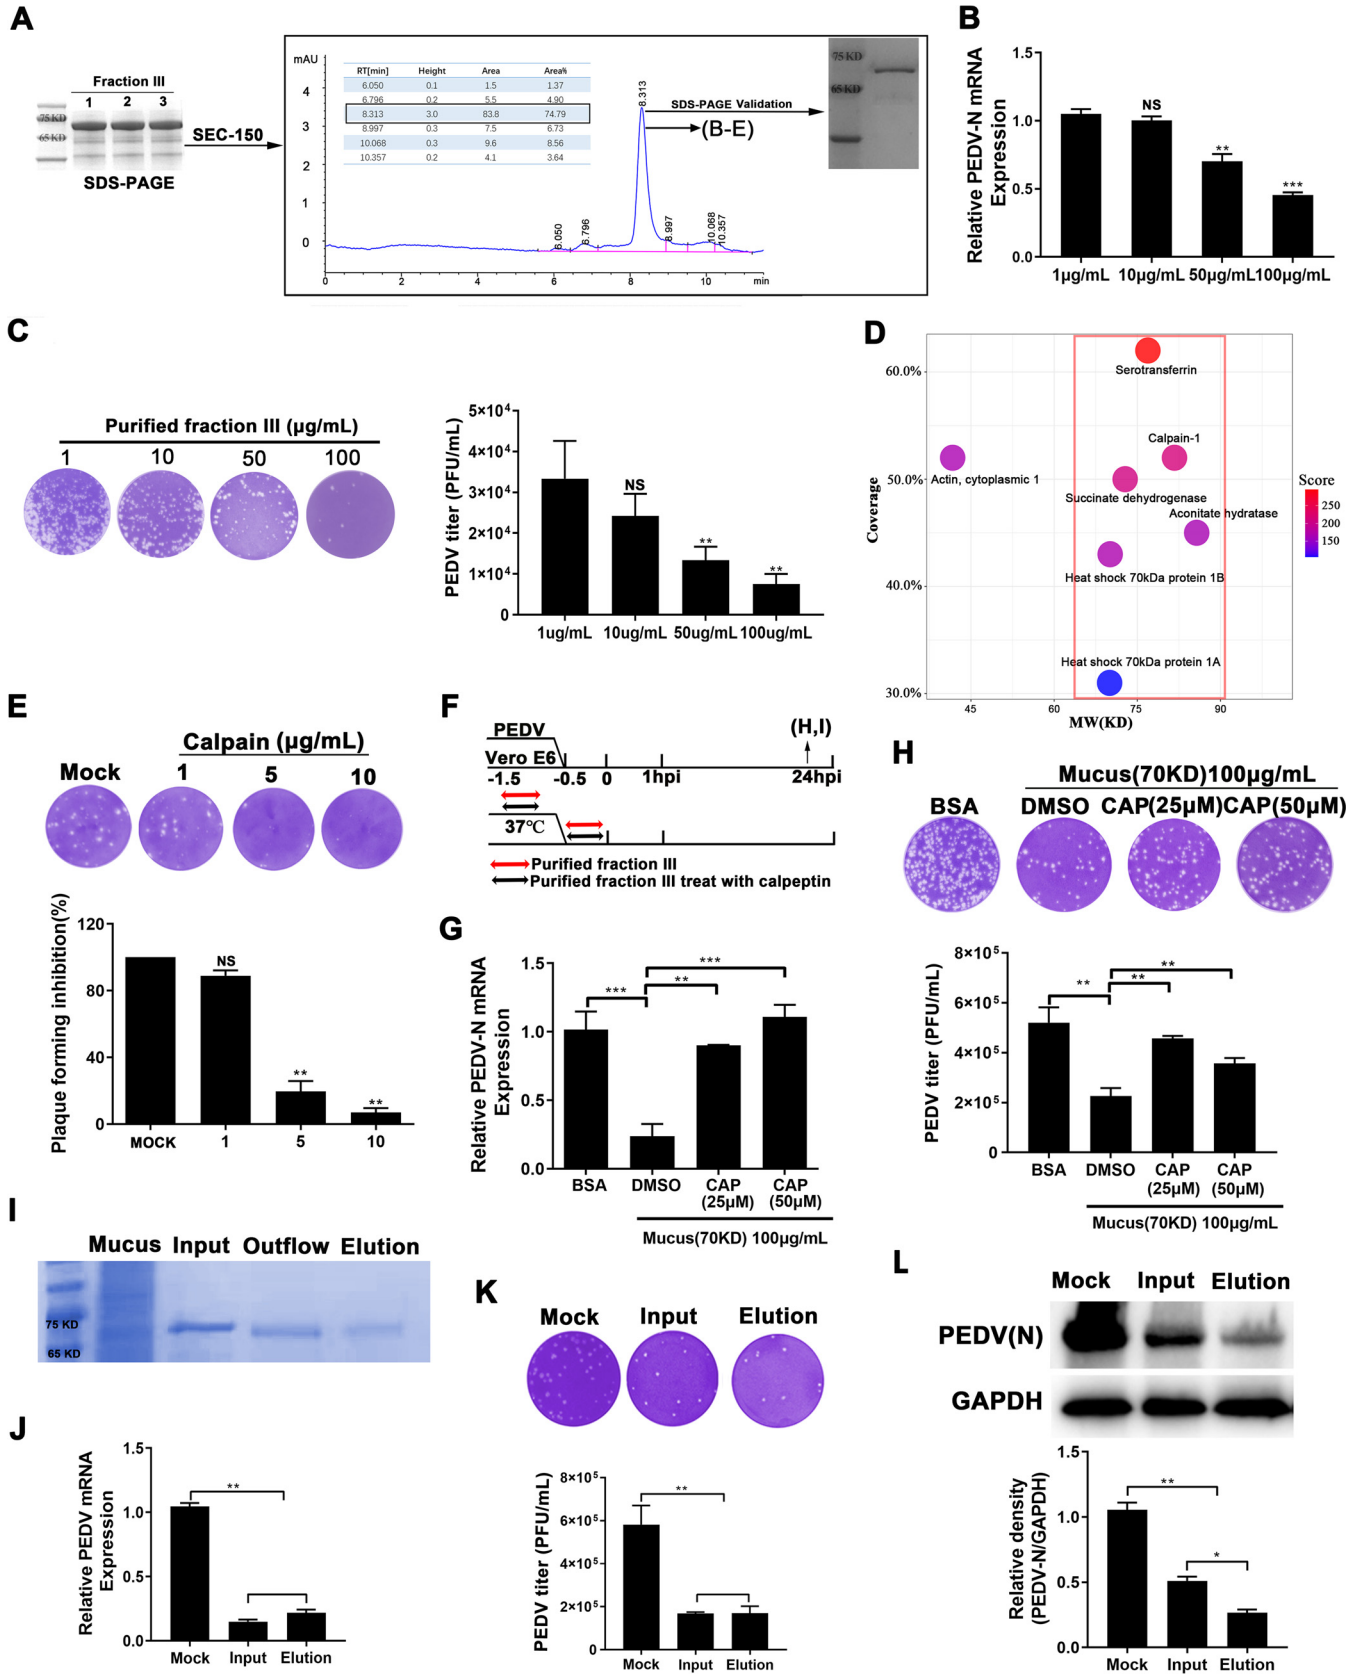 A
Fraction III
1 2 3
75 KD
65 KD
SDS-PAGE
SEC-150
mAU
4
3
2
1
0
RT[min] Height Area Area%
6.050 0.1 1.5 1.37
6.796 0.2 5.5 4.90
8.313 3.0 83.8 74.79
8.997 0.3 7.5 6.73
10.068 0.3 9.6 8.56
10.357 0.2 4.1 3.64
6.050
6.796
8.313
8.997
10.068
10.357
0 2 4 6 8 10 min
SDS-PAGE Validation
(B-E)
75 KD
65 KD
B
Relative PEDV-N mRNA
Expression
1.5
1.0
0.5
0.0
NS
**
***
1μg/mL 10μg/mL 50μg/mL 100μg/mL
C
Purified fraction III (μg/mL)
1 10 50 100
PEDV titer (PFU/mL)
5×10⁴
4×10⁴
3×10⁴
2×10⁴
1×10⁴
0
NS
**
**
1ug/mL 10ug/mL 50ug/mL 100ug/mL
D
Coverage
60.0%
50.0%
40.0%
30.0%
Serotransferrin
Calpain-1
Actin, cytoplasmic 1
Succinate dehydrogenase
Aconitate hydratase
Heat shock 70kDa protein 1B
Heat shock 70kDa protein 1A
45 60 75 90
MW(KD)
Score
250
200
150
E
Calpain (μg/mL)
Mock 1 5 10
Plaque forming inhibition(%)
120
80
40
0
NS
**
**
MOCK 1 5 10
F
PEDV
Vero E6
(H,I)
-1.5 -0.5 0 1hpi 24hpi
37℃
Purified fraction III
Purified fraction III treat with calpeptin
G
Relative PEDV-N mRNA
Expression
1.5
1.0
0.5
0.0
***
**
***
BSA DMSO CAP CAP
(25μM) (50μM)
Mucus(70KD) 100μg/mL
H
Mucus(70KD)100μg/mL
BSA DMSO CAP(25μM)CAP(50μM)
PEDV titer (PFU/mL)
8×10⁵
6×10⁵
4×10⁵
2×10⁵
0
**
**
**
BSA DMSO CAP CAP
(25μM) (50μM)
Mucus(70KD) 100μg/mL
I
Mucus Input Outflow Elution
75 KD
65 KD
J
Relative PEDV mRNA
Expression
1.5
1.0
0.5
0.0
**
Mock Input Elution
K
Mock Input Elution
PEDV titer (PFU/mL)
8×10⁵
6×10⁵
4×10⁵
2×10⁵
0
**
Mock Input Elution
L
Mock Input Elution
PEDV(N)
GAPDH
Relative density
(PEDV-N/GAPDH)
1.5
1.0
0.5
0.0
**
*
Mock Input Elution